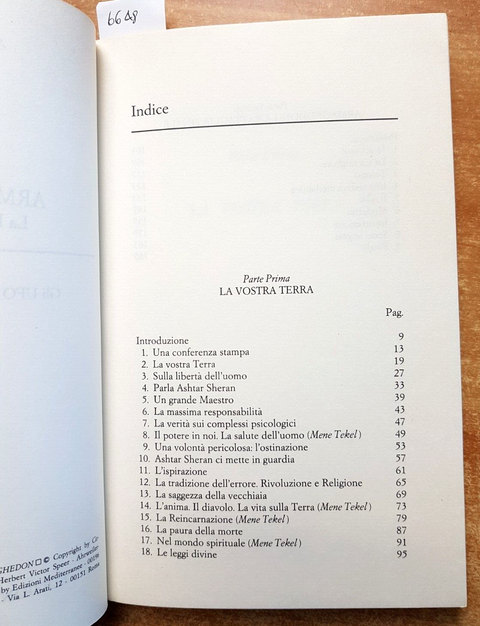 66 48
Indice
Parte Prima
LA VOSTRA TERRA
Pag.
Introduzione 9
1. Una conferenza stampa 13
2. La vostra Terra 19
3. Sulla libertà dell'uomo 27
4. Parla Ashtar Sheran 33
5. Un grande Maestro 39
6. La massima responsabilità 43
7. La verità sui complessi psicologici 47
8. Il potere in noi. La salute dell'uomo (Mene Tekel) 49
9. Una volontà pericolosa: l'ostinazione 53
10. Ashtar Sheran ci mette in guardia 57
11. L'ispirazione 61
12. La tradizione dell'errore. Rivoluzione e Religione 65
13. La saggezza della vecchiaia 69
14. L'anima. Il diavolo. La vita sulla Terra (Mene Tekel) 73
15. La Reincarnazione (Mene Tekel) 79
16. La paura della morte 87
17. Nel mondo spirituale (Mene Tekel) 91
18. Le leggi divine 95
GHEDON □ © Copyright by
Herbert Victor Speer - Ahrweiler
by Edizioni Mediterranee -
Via L. Arati, 12 - 00151 Roma